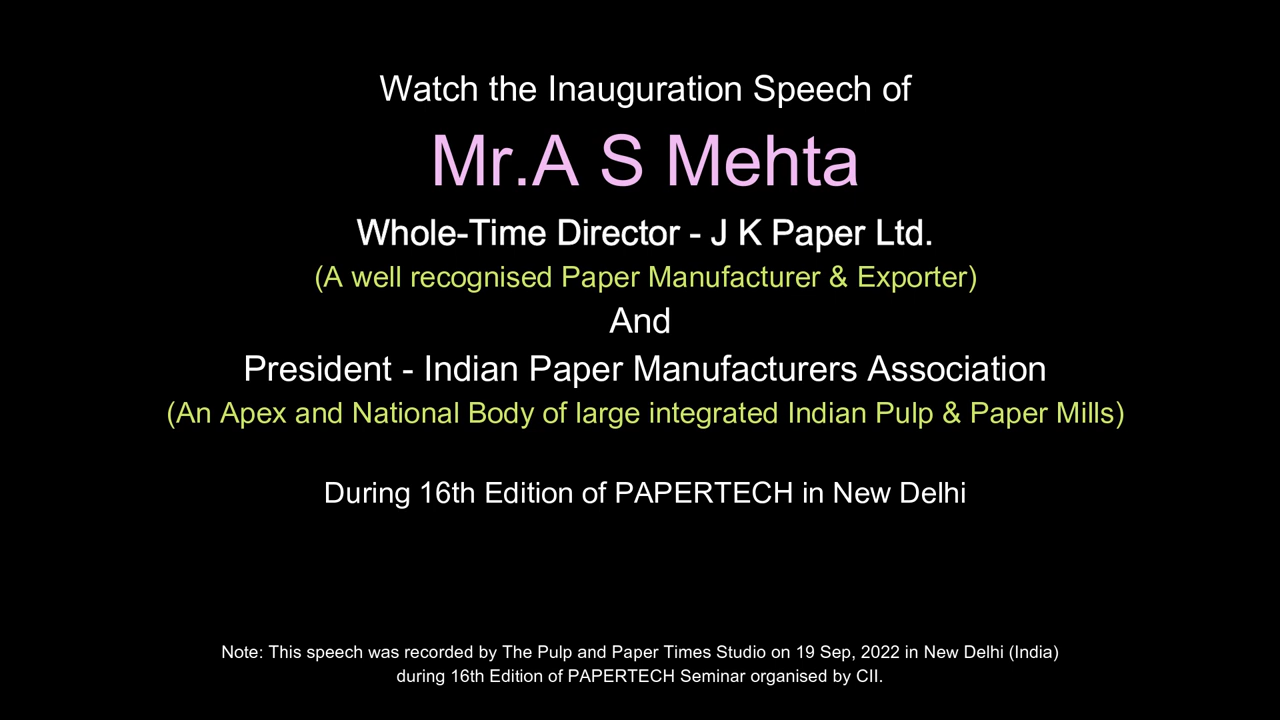 Watch the Inauguration Speech of
Mr.A S Mehta
Whole-Time Director - J K Paper Ltd.
(A well recognised Paper Manufacturer & Exporter)
And
President - Indian Paper Manufacturers Association
(An Apex and National Body of large integrated Indian Pulp & Paper Mills)
During 16th Edition of PAPERTECH in New Delhi
Note: This speech was recorded by The Pulp and Paper Times Studio on 19 Sep, 2022 in New Delhi (India)
during 16th Edition of PAPERTECH Seminar organised by CII.